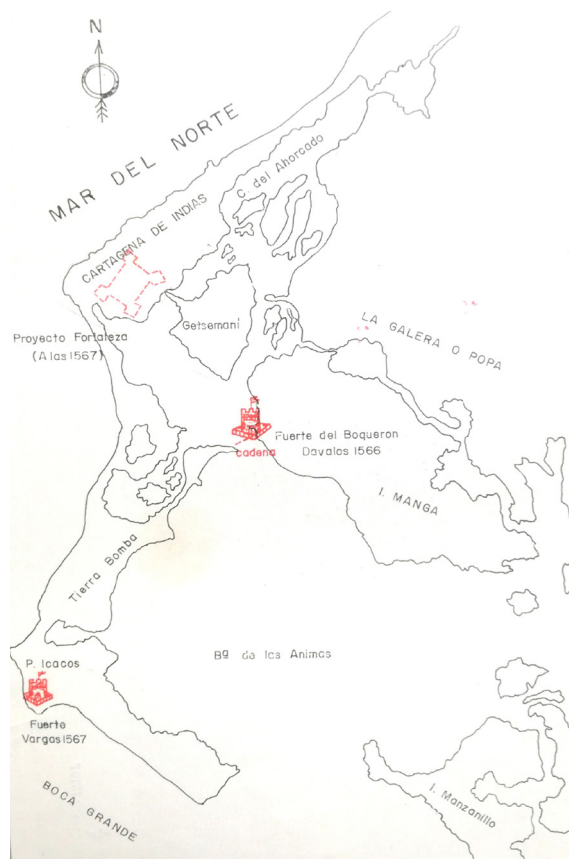 N
MAR DEL NORTE
C. del Ahorcado
CARTAGENA DE INDIAS
Getsemaní
LA GALERA O POPA
Proyecto Fortaleza
(Alas 1567)
Fuerte del Boqueron
Davalos 1566
cadena
I. MANGA
Tierra Bomba
Bª de las Animas
P. Icacos
Fuerte
Vargas 1567
BOCA GRANDE
I. Manzanillo